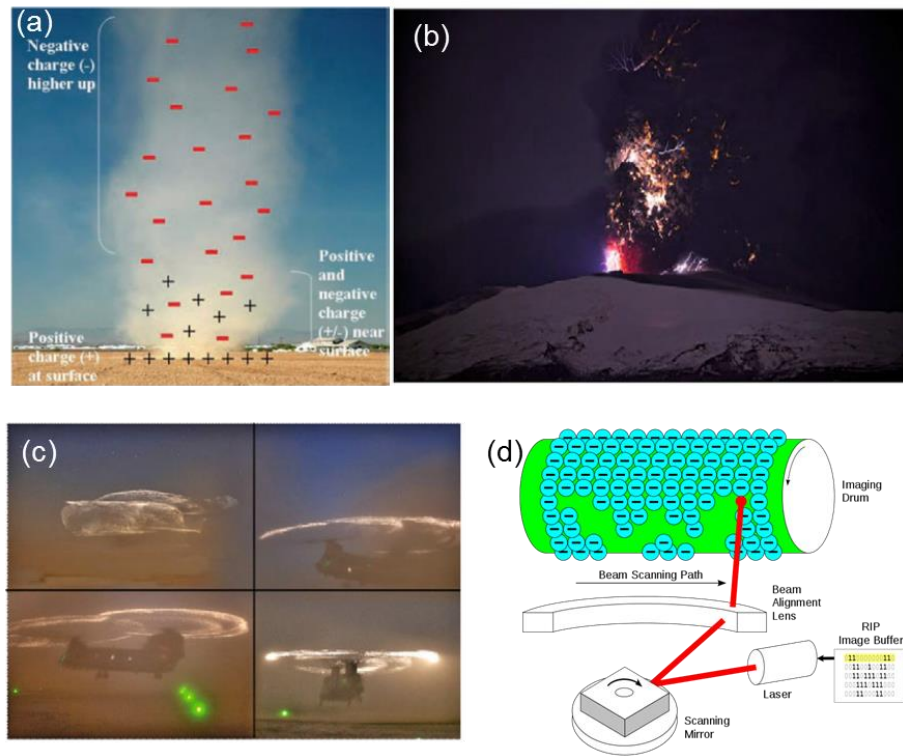 (a)
Negative
charge (-)
higher up
Positive
and
negative
charge
(+/-) near
surface
Positive
charge (+)
at surface
(b)
(c)
(d)
Imaging
Drum
Beam Scanning Path
Beam
Alignment
Lens
RIP
Image Buffer
Laser
Scanning
Mirror